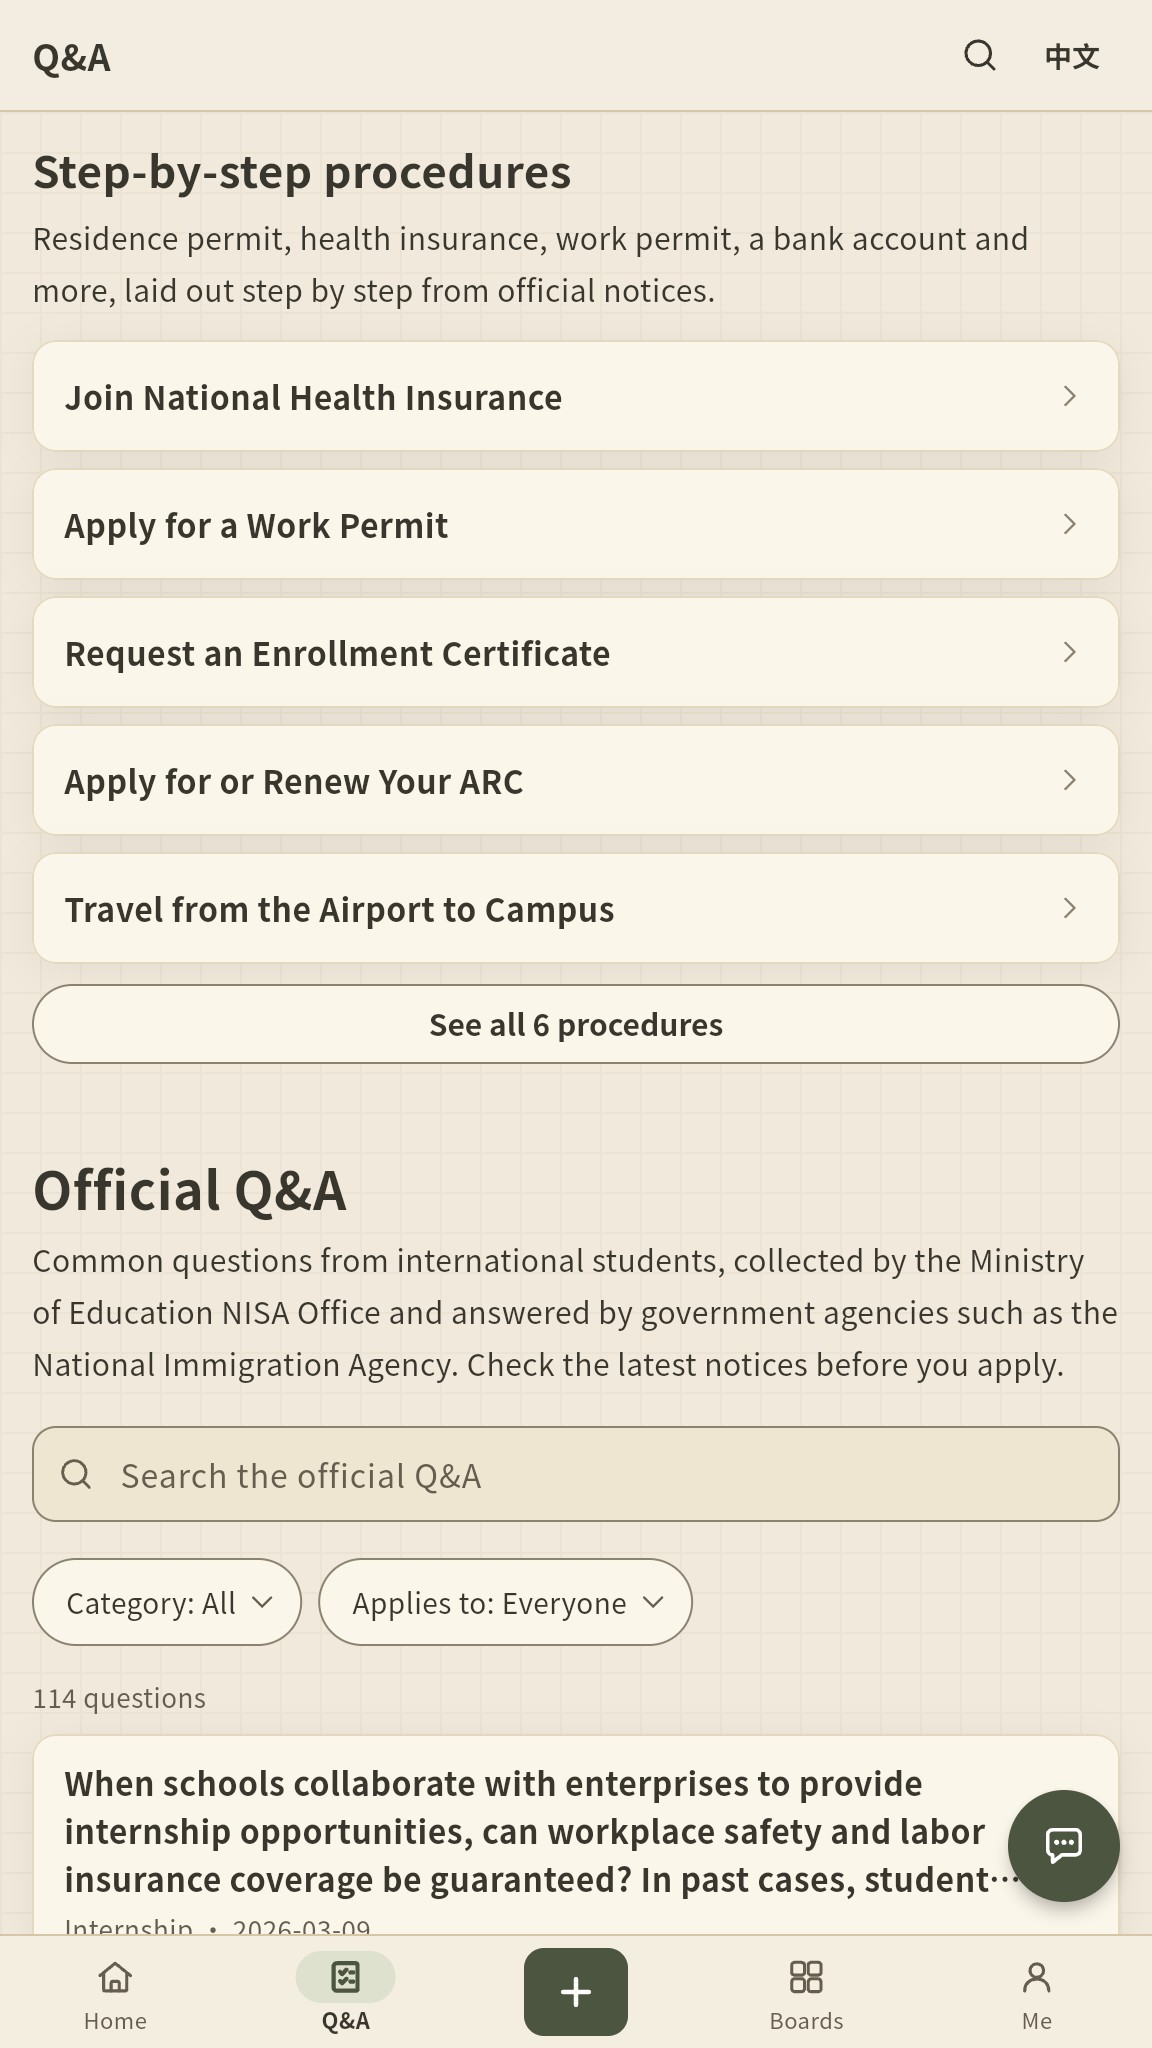 Q&A
中文
Step-by-step procedures
Residence permit, health insurance, work permit, a bank account and
more, laid out step by step from official notices.
Join National Health Insurance
Apply for a Work Permit
Request an Enrollment Certificate
Apply for or Renew Your ARC
Travel from the Airport to Campus
See all 6 procedures
Official Q&A
Common questions from international students, collected by the Ministry
of Education NISA Office and answered by government agencies such as the
National Immigration Agency. Check the latest notices before you apply.
Search the official Q&A
Category: All
Applies to: Everyone
114 questions
When schools collaborate with enterprises to provide
internship opportunities, can workplace safety and labor
insurance coverage be guaranteed? In past cases, student…
Internship • 2026-03-09
Home
Q&A
Boards
Me